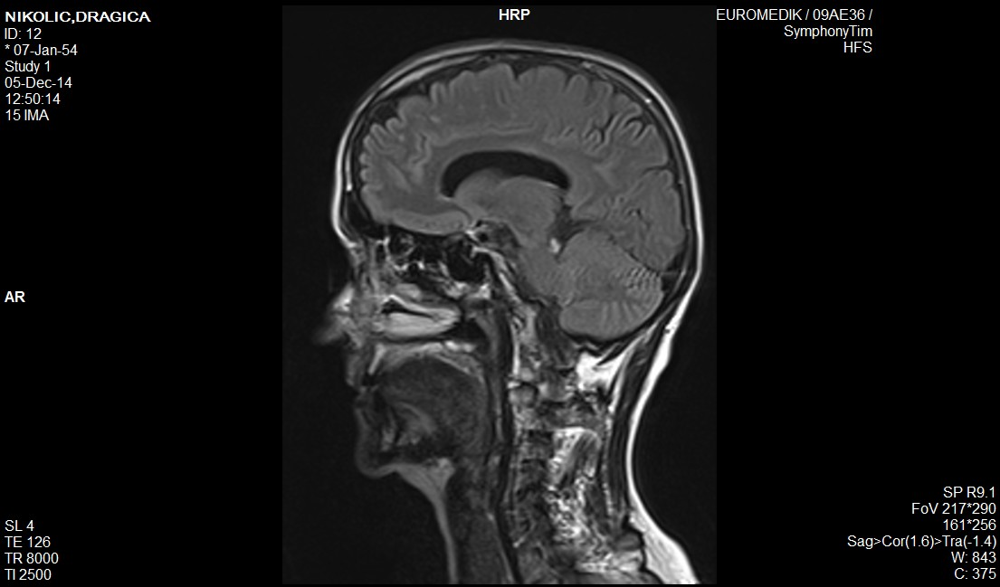 NIKOLIC,DRAGICA
ID: 12
* 07-Jan-54
Study 1
05-Dec-14
12:50:14
15 IMA
HRP
EUROMEDIK / 09AE36 /
SymphonyTim
HFS
AR
SL 4
TE 126
TR 8000
TI 2500
SP R9.1
FoV 217*290
161*256
Sag>Cor(1.6)>Tra(-1.4)
W: 843
C: 375